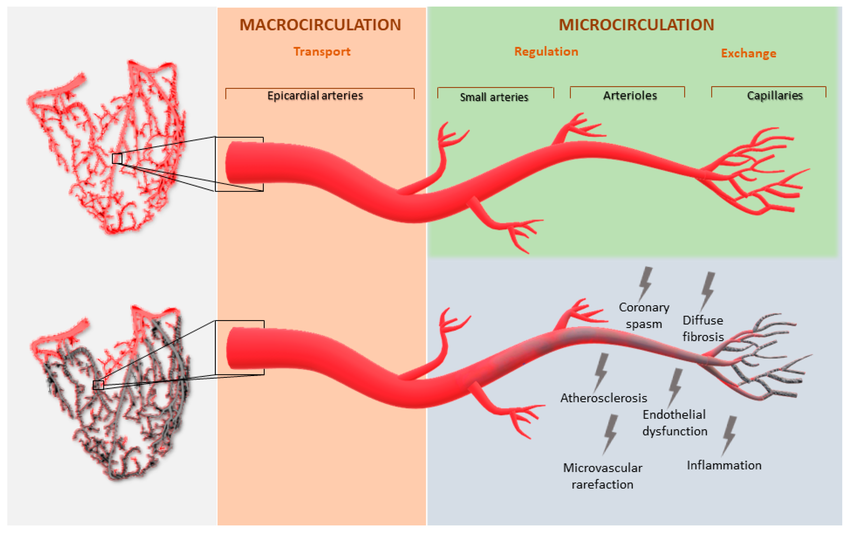 MACROCIRCULATION
MICROCIRCULATION
Transport
Regulation
Exchange
Epicardial arteries
Small arteries
Arterioles
Capillaries
Coronary
spasm
Diffuse
fibrosis
Atherosclerosis
Endothelial
dysfunction
Microvascular
rarefaction
Inflammation